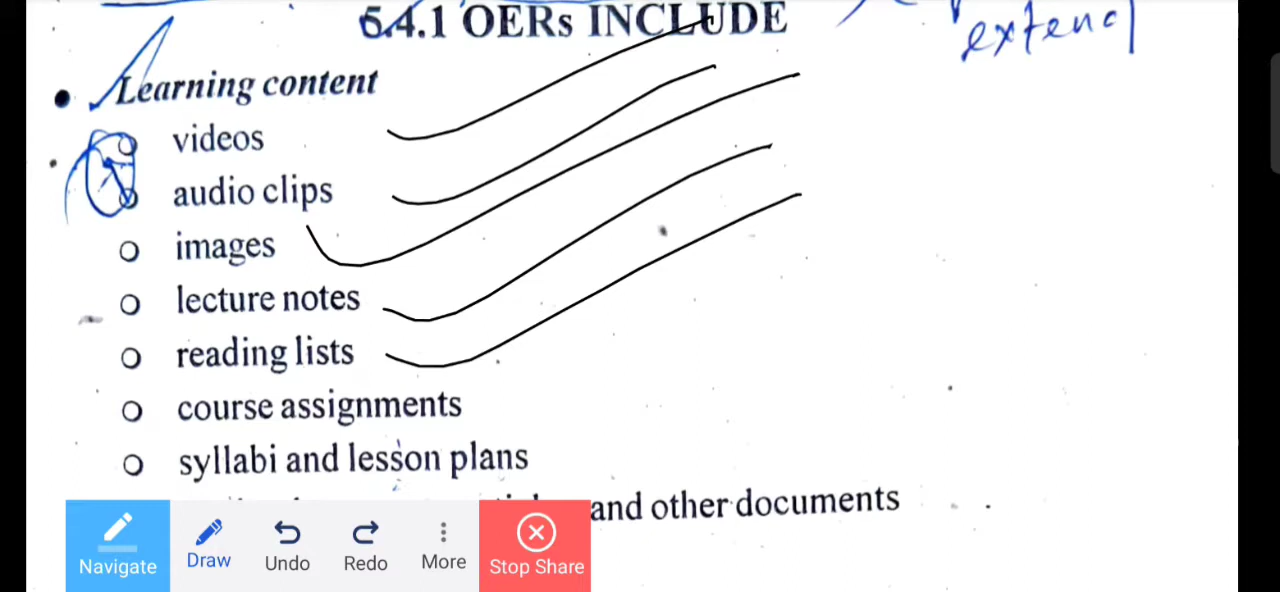 5.4.1 OERs INCLUDE
extend
Learning content
videos
audio clips
images
lecture notes
reading lists
course assignments
syllabi and lesson plans
and other documents
Navigate
Draw
Undo
Redo
More
Stop Share